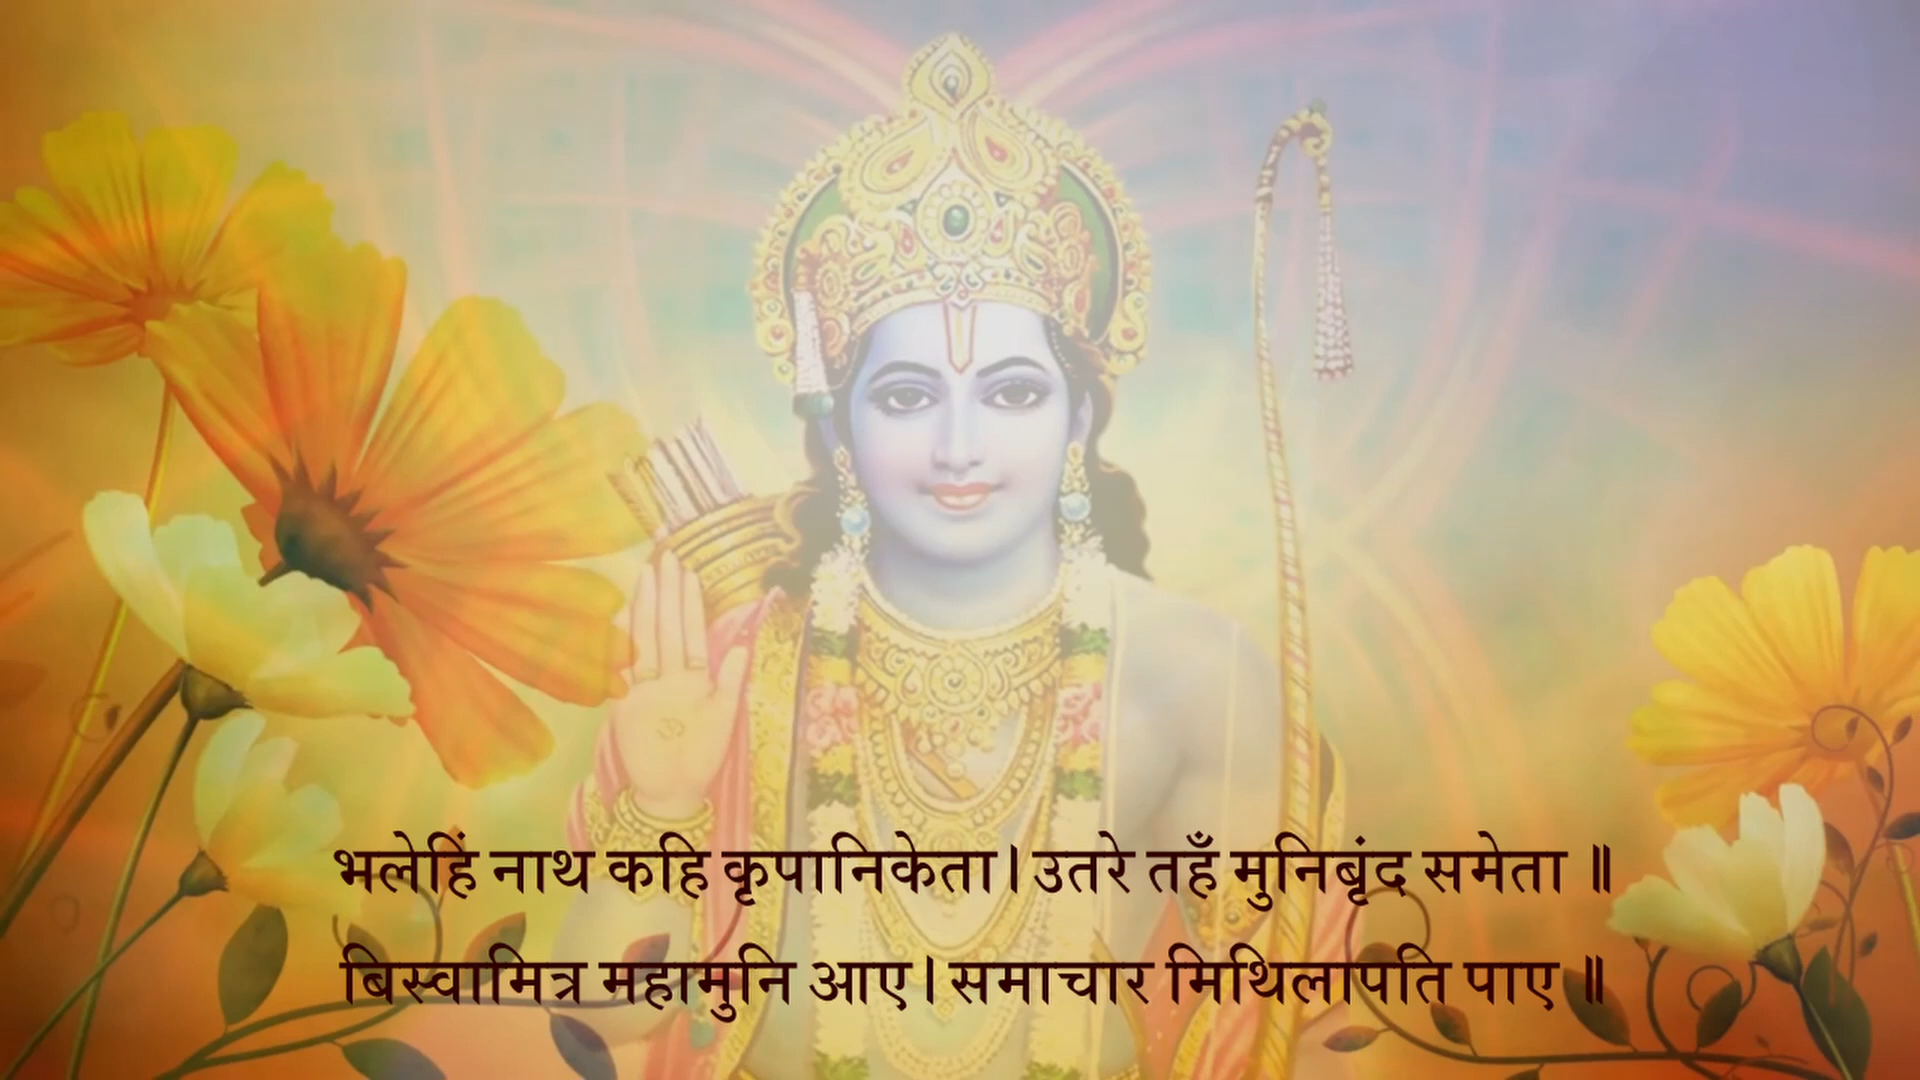 भलेहिं नाथ कहि कृपानिकेता। उतरे तहँ मुनिबृंद समेता ॥
बिस्वामित्र महामुनि आए। समाचार मिथिलापति पाए ॥